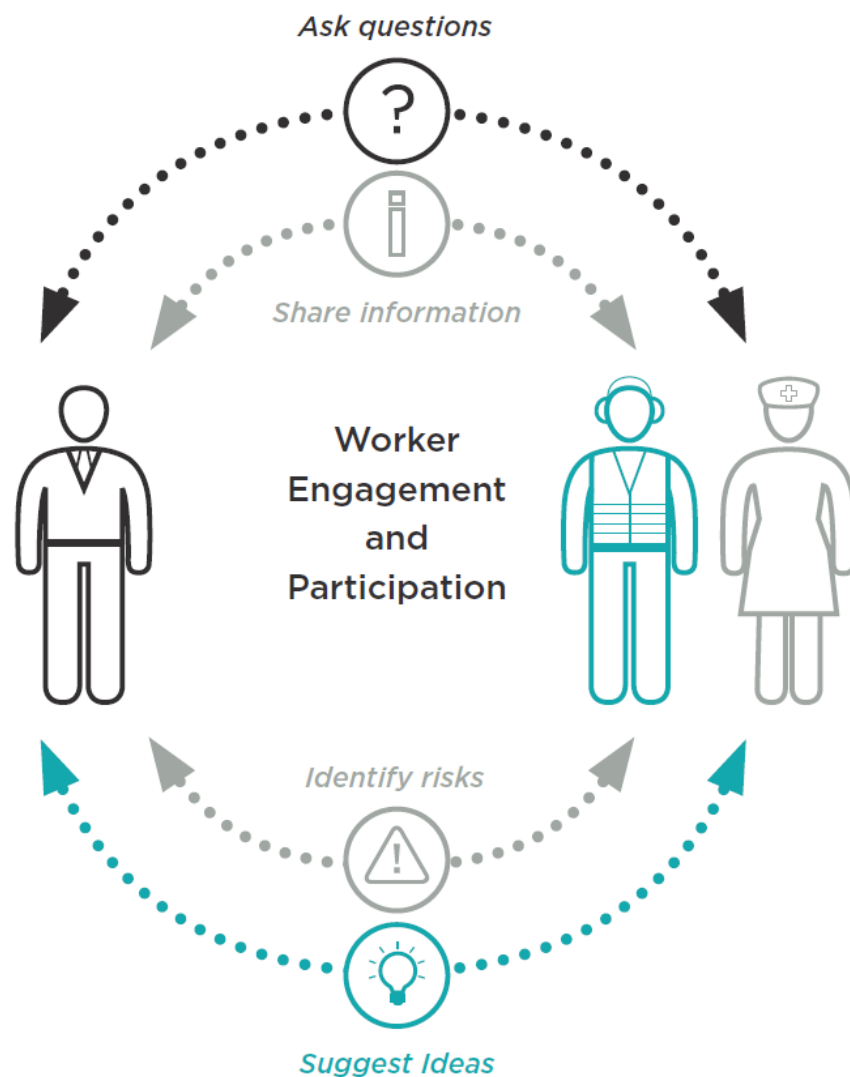 Ask questions
?
i
Share information
Worker
Engagement
and
Participation
Identify risks
!
Suggest Ideas